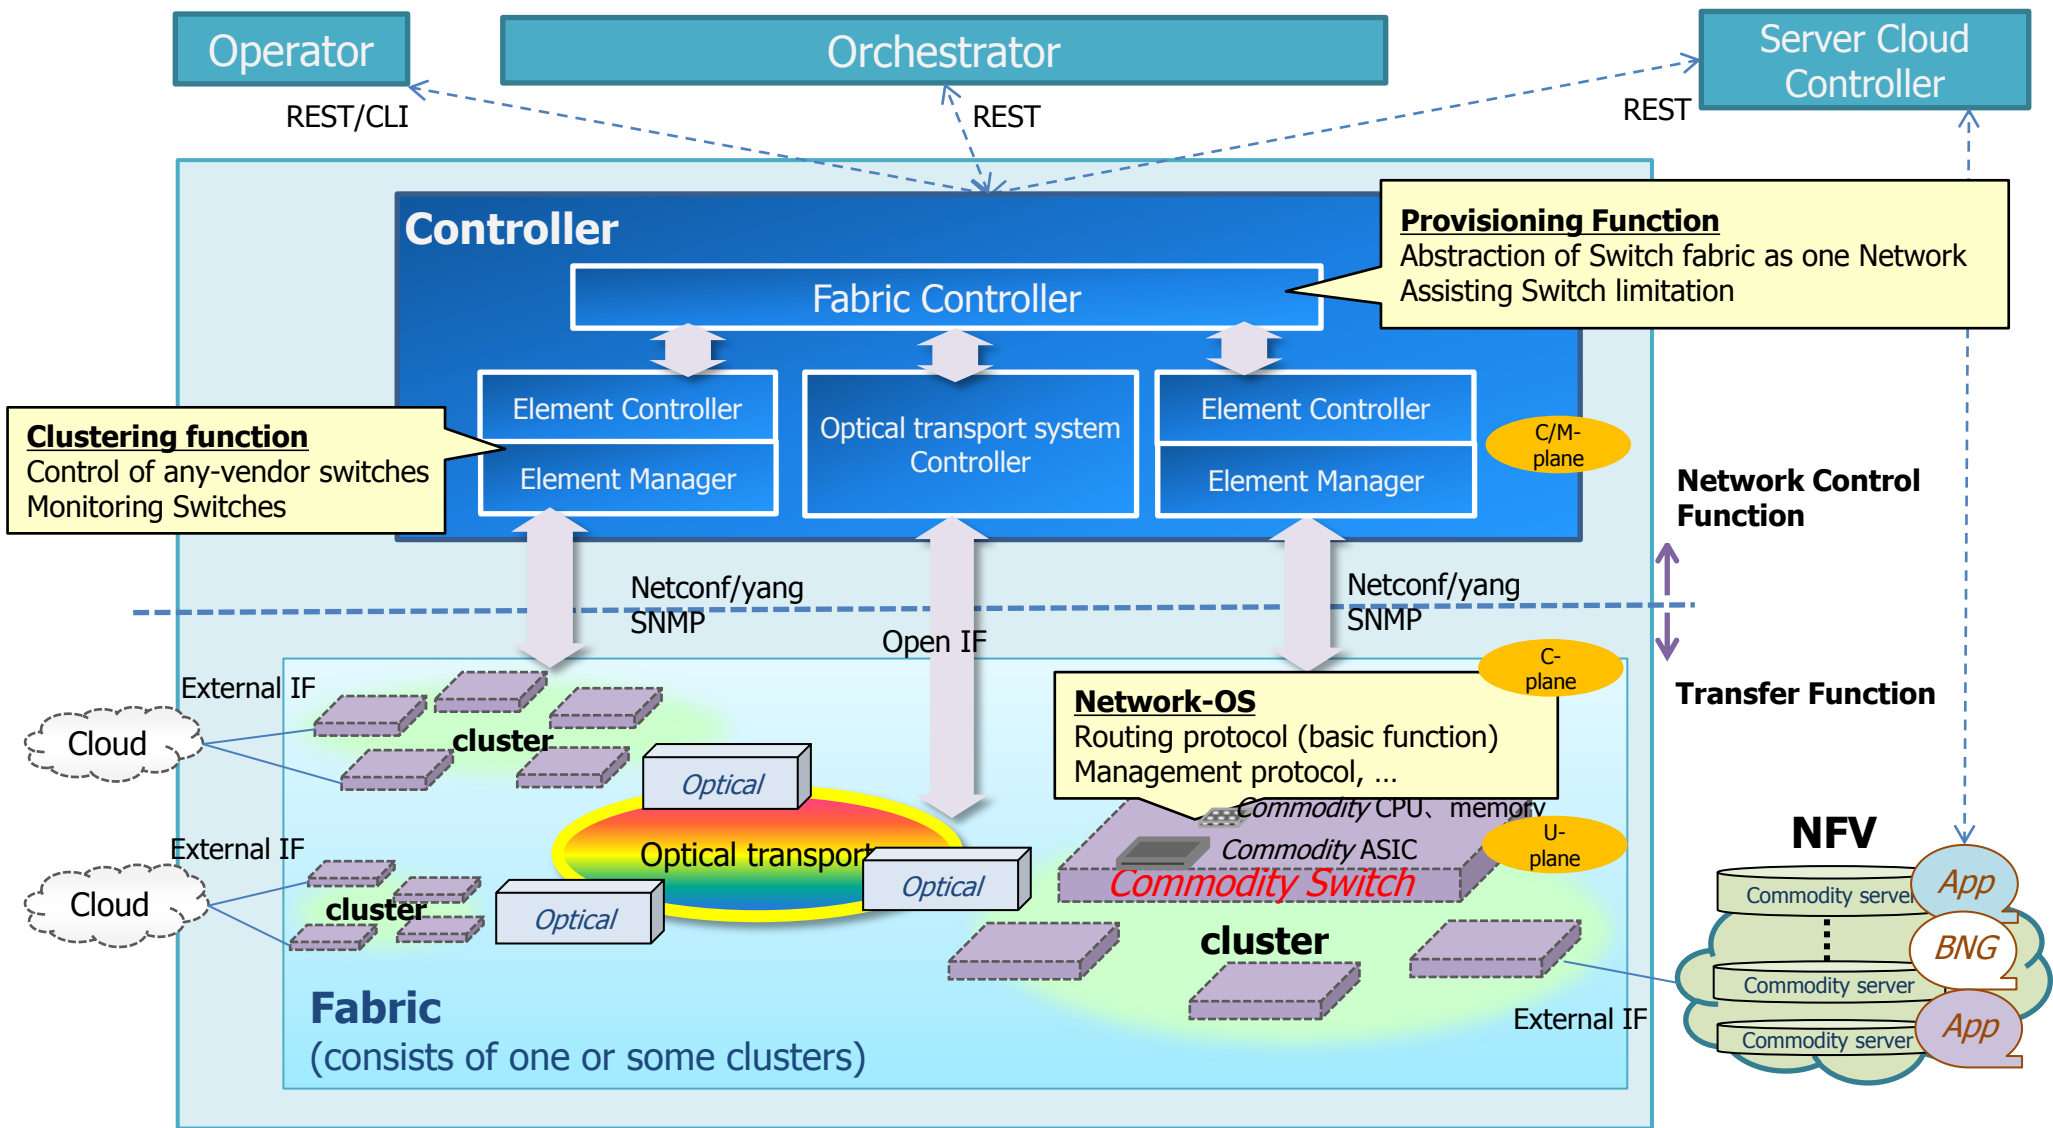 Operator
Orchestrator
Server Cloud
Controller
REST/CLI
REST
REST
Controller
Provisioning Function
Abstraction of Switch fabric as one Network
Assisting Switch limitation
Fabric Controller
Element Controller
Element Manager
Optical transport system
Controller
Element Controller
Element Manager
C/M-
plane
Clustering function
Control of any-vendor switches
Monitoring Switches
Network Control
Function
Netconf/yang
SNMP
Open IF
Netconf/yang
SNMP
Transfer Function
C-
plane
External IF
Cloud
cluster
Network-OS
Routing protocol (basic function)
Management protocol, …
Commodity CPU、memory
Commodity ASIC
Commodity Switch
U-
plane
Optical
Optical transport
Optical
Optical
External IF
Cloud
cluster
cluster
External IF
Fabric
(consists of one or some clusters)
NFV
Commodity server
App
BNG
Commodity server
App
Commodity server